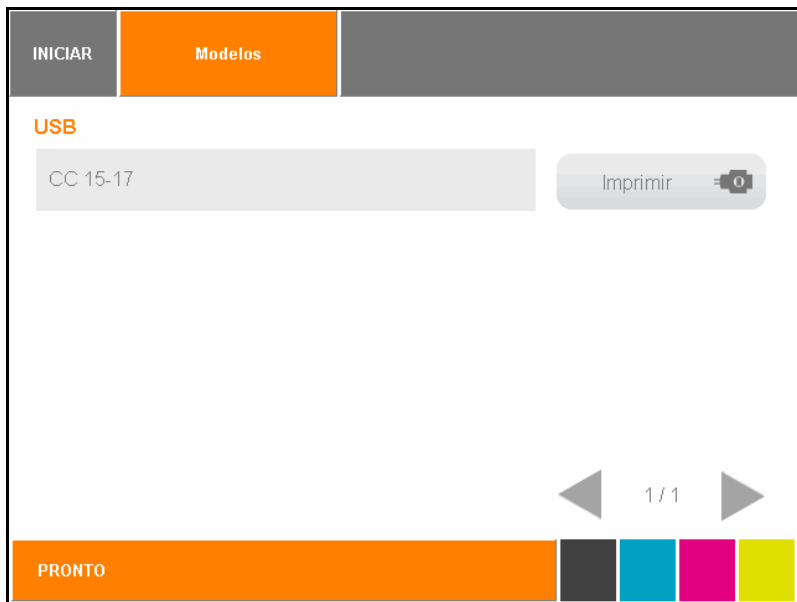 INICIAR
Modelos
USB
CC 15-17
Imprimir
1 / 1
PRONTO